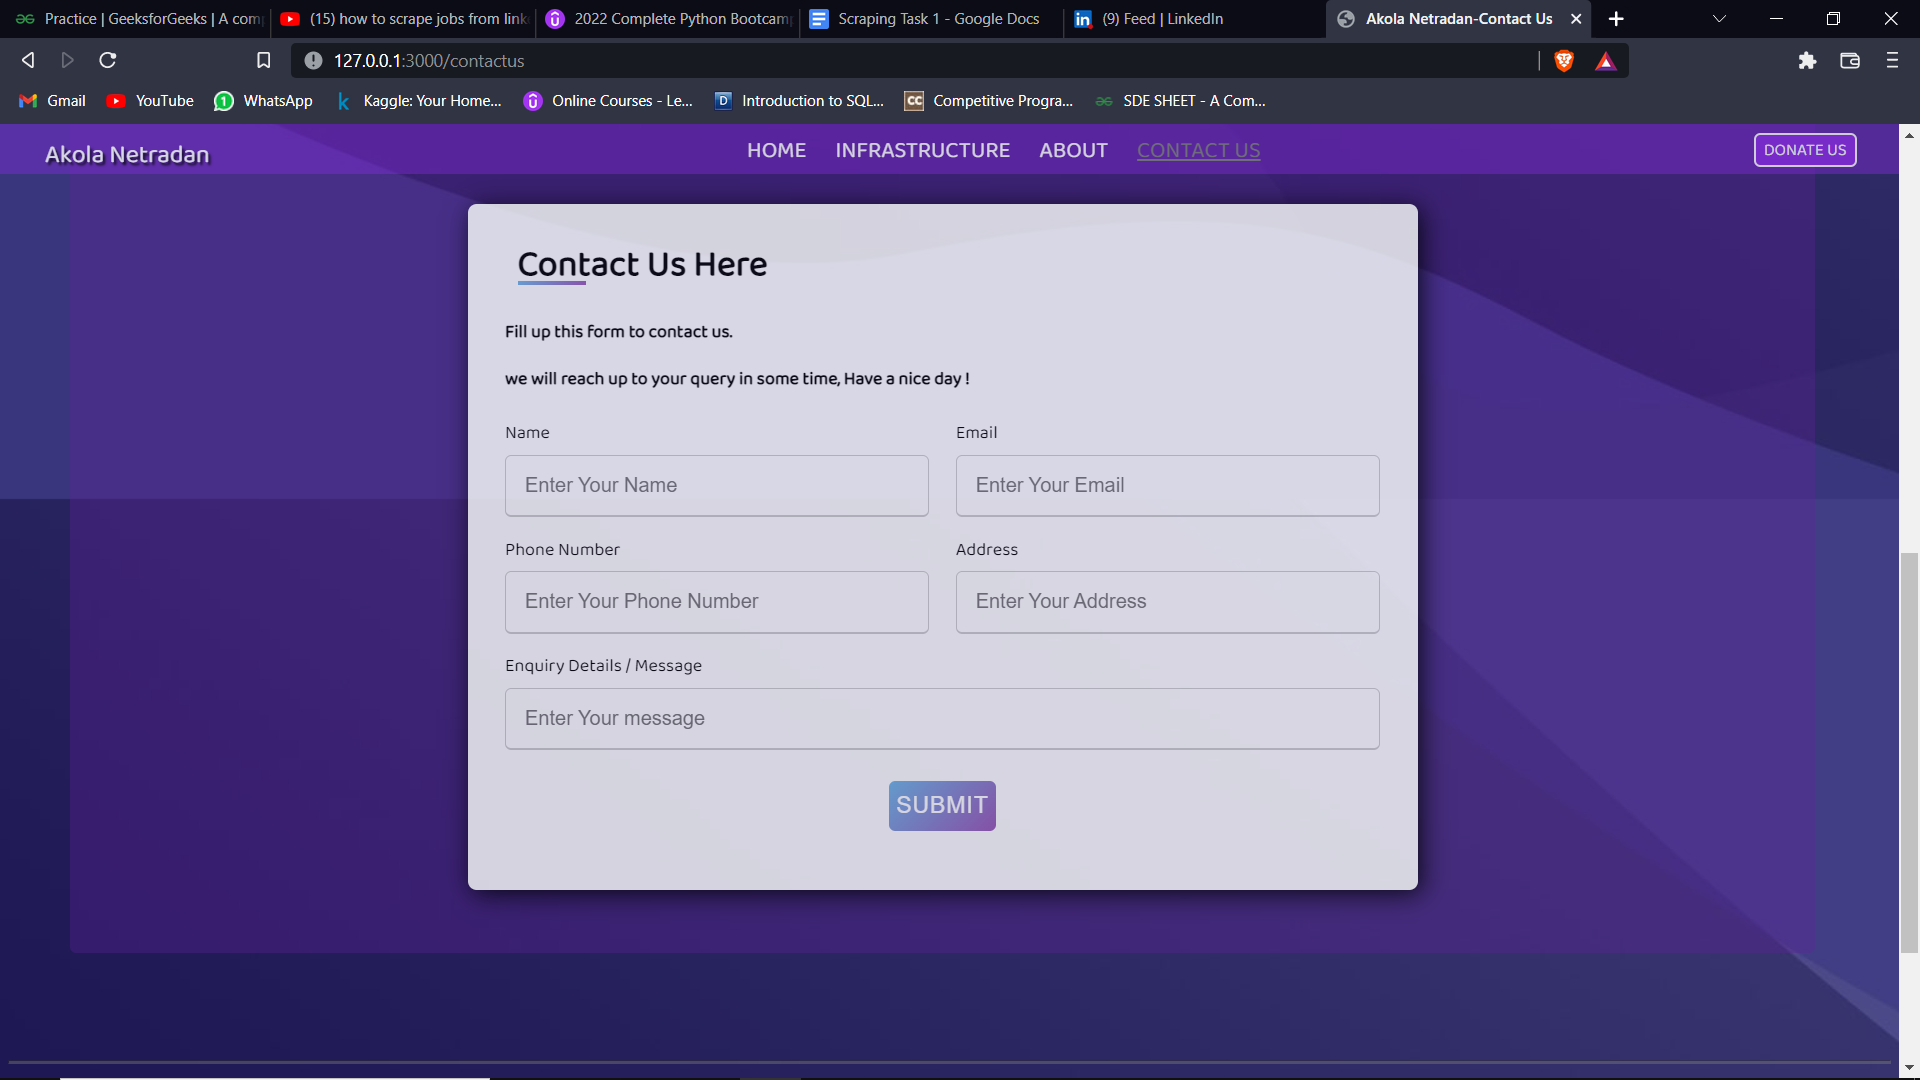 Practice | GeeksforGeeks | A com
(15) how to scrape jobs from link
2022 Complete Python Bootcamp
Scraping Task 1 - Google Docs
(9) Feed | LinkedIn
Akola Netradan-Contact Us
127.0.0.1:3000/contactus
Gmail
YouTube
WhatsApp
Kaggle: Your Home...
Online Courses - Le...
Introduction to SQL...
Competitive Progra...
SDE SHEET - A Com...
Akola Netradan
HOME
INFRASTRUCTURE
ABOUT
CONTACT US
DONATE US
Contact Us Here
Fill up this form to contact us.
we will reach up to your query in some time, Have a nice day !
Name
Email
Enter Your Name
Enter Your Email
Phone Number
Address
Enter Your Phone Number
Enter Your Address
Enquiry Details / Message
Enter Your message
SUBMIT